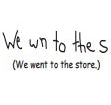 We wn to the s
(We went to the store.)